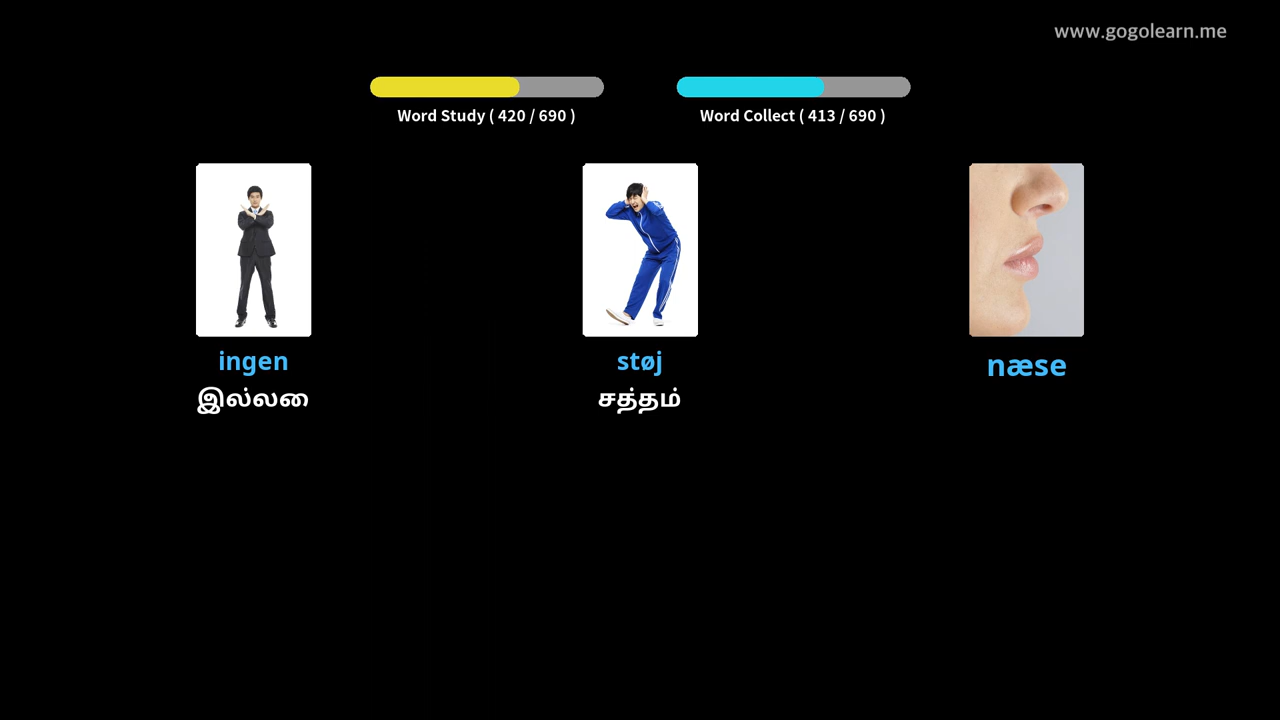 www.gogolearn.me
Word Study ( 420 / 690 )
Word Collect ( 413 / 690 )
ingen
støj
næse
இல்லை
சத்தம்